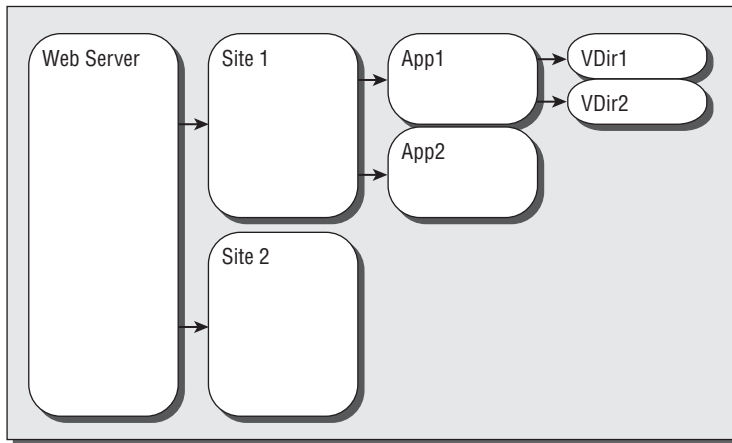 Web Server
Site 1
App1
VDir1
VDir2
App2
Site 2